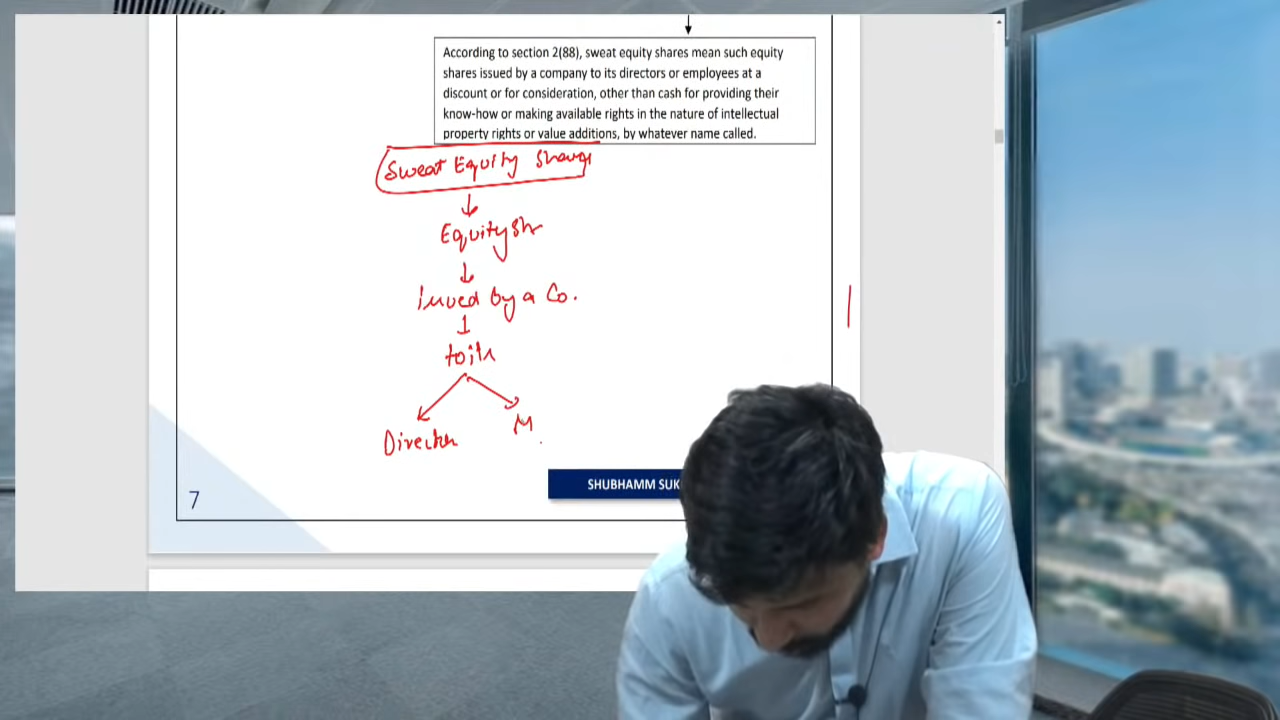 According to section 2(88), sweat equity shares mean such equity
shares issued by a company to its directors or employees at a
discount or for consideration, other than cash for providing their
know-how or making available rights in the nature of intellectual
property rights or value additions, by whatever name called.
Sweat Equity Shares
Equity Sh
Issued by a Co.
to its
Director M
SHUBHAMM SUK
7